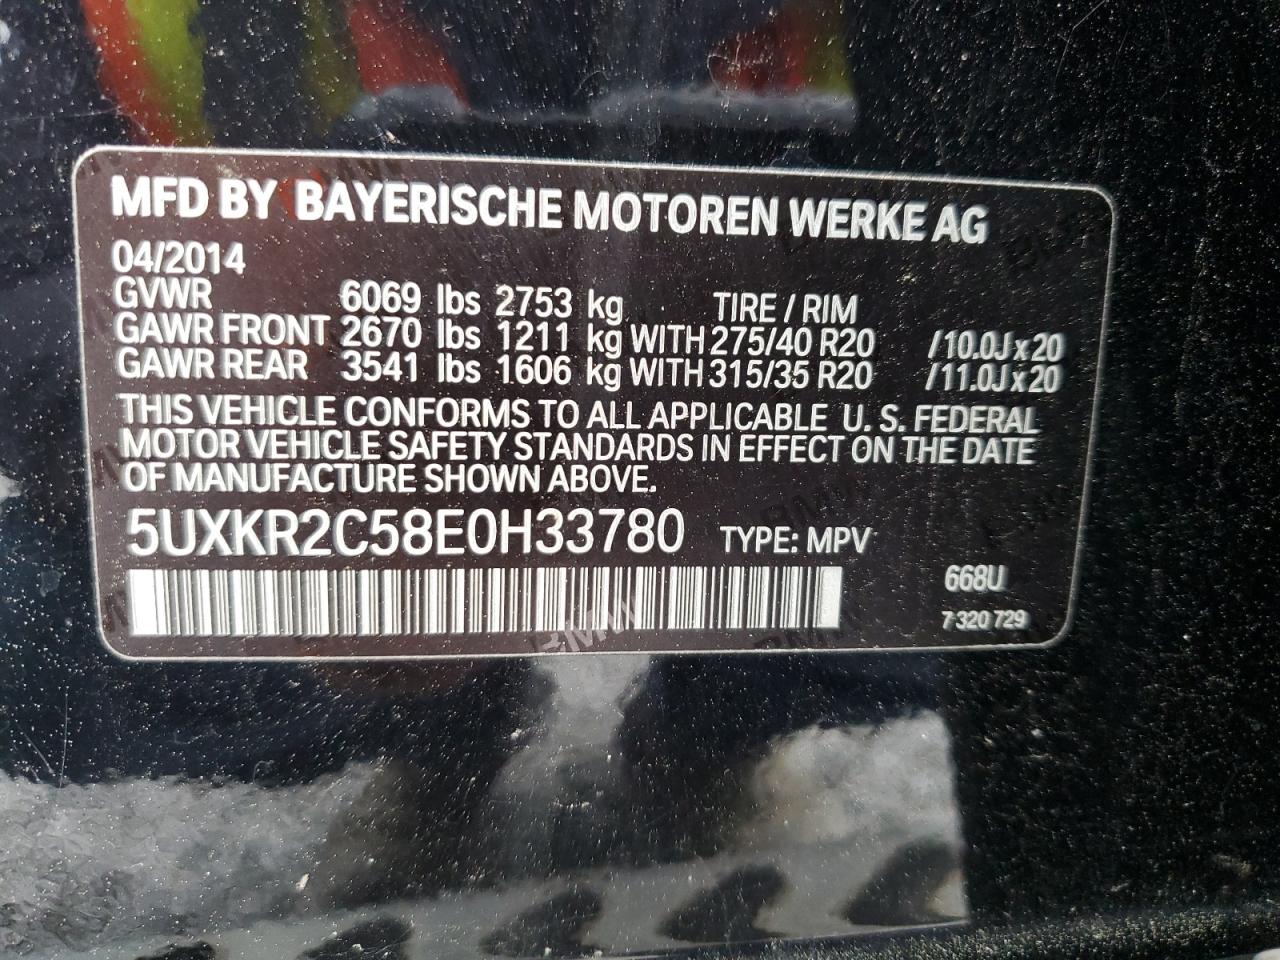 MFD BY BAYERISCHE MOTOREN WERKE AG
04/2014
GVWR 6069 lbs 2753 kg TIRE / RIM
GAWR FRONT 2670 lbs 1211 kg WITH 275/40 R20 /10.0J x 20
GAWR REAR 3541 lbs 1606 kg WITH 315/35 R20 /11.0J x 20
THIS VEHICLE CONFORMS TO ALL APPLICABLE U. S. FEDERAL
MOTOR VEHICLE SAFETY STANDARDS IN EFFECT ON THE DATE
OF MANUFACTURE SHOWN ABOVE.
5UXKR2C58E0H33780 TYPE: MPV
668U
7 320 729